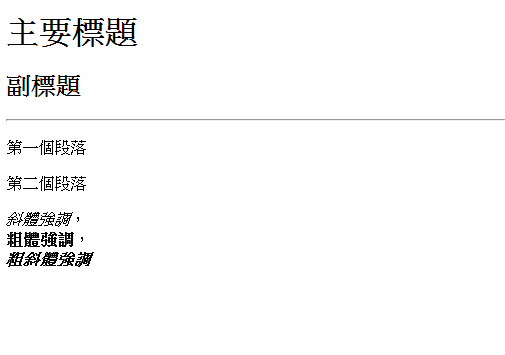 主要標題
副標題
第一個段落
第二個段落
斜體強調，
粗體強調，
粗斜體強調